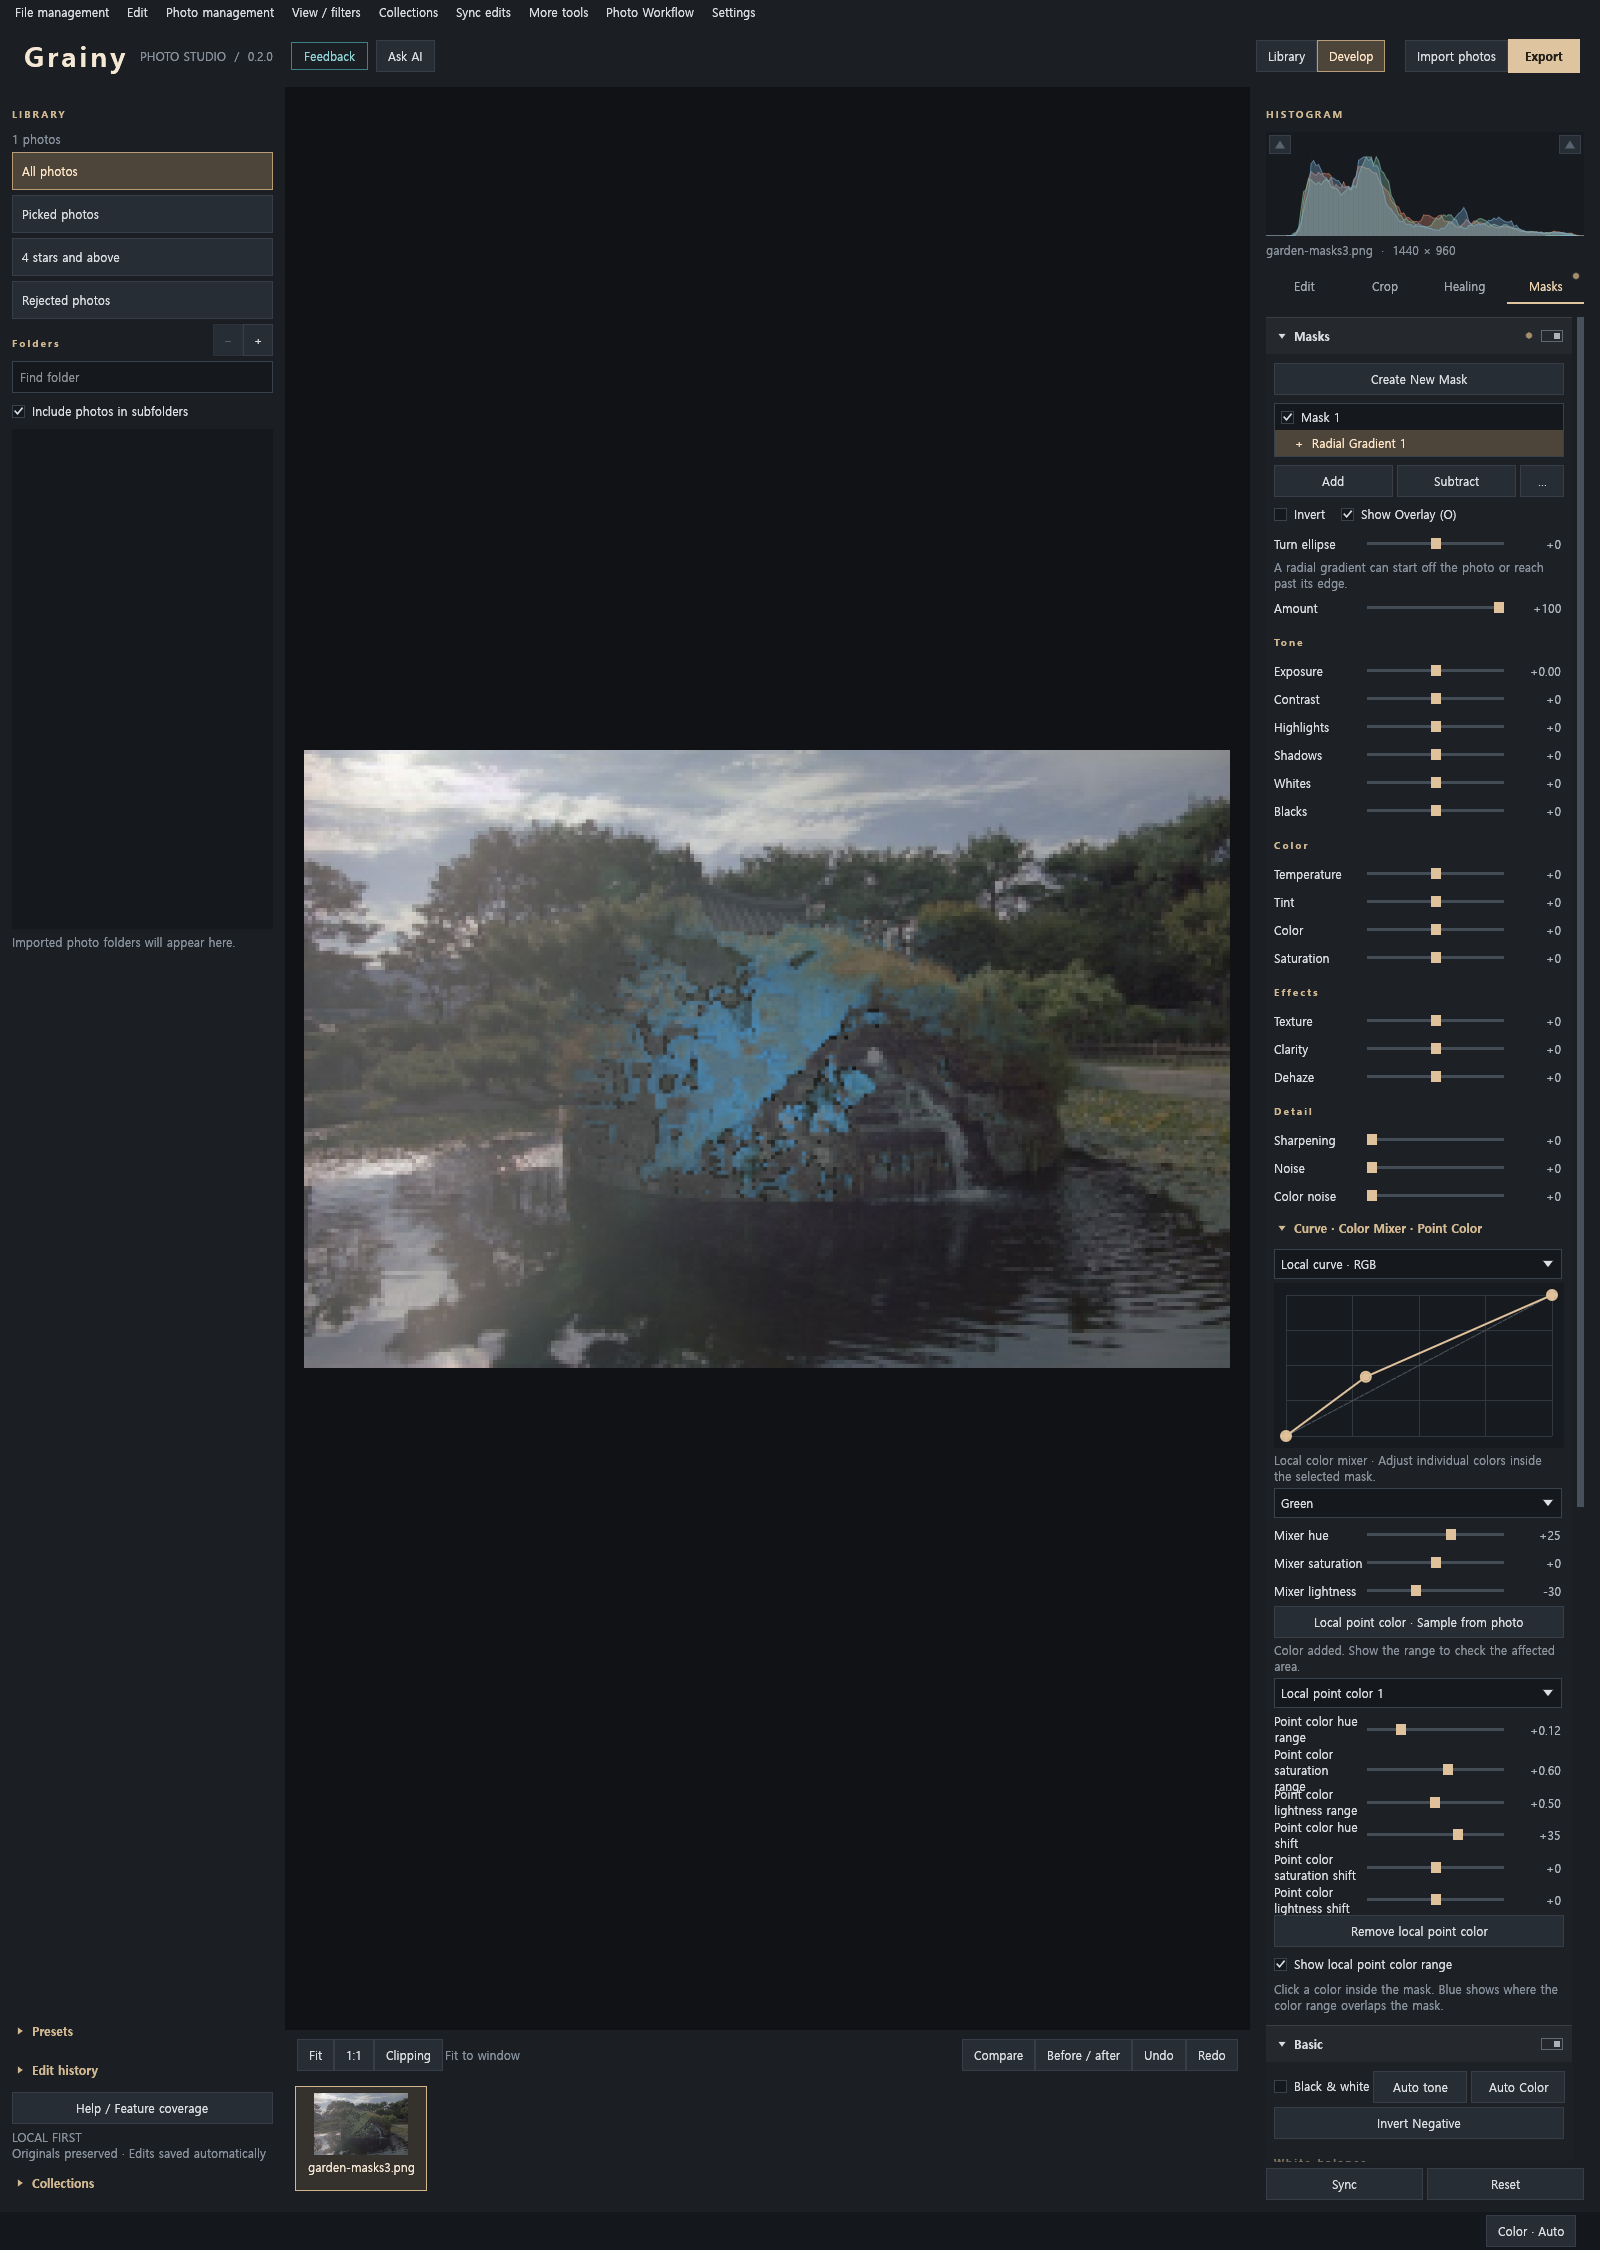 File management Edit Photo management View / filters Collections Sync edits More tools Photo Workflow Settings
Grainy PHOTO STUDIO / 0.2.0 Feedback Ask AI Library Develop Import photos Export
LIBRARY
1 photos
All photos
Picked photos
4 stars and above
Rejected photos
Folders − +
Find folder
Include photos in subfolders
Imported photo folders will appear here.
Presets
Edit history
Help / Feature coverage
LOCAL FIRST
Originals preserved · Edits saved automatically
Collections
Fit 1:1 Clipping Fit to window Compare Before / after Undo Redo
garden-masks3.png
HISTOGRAM
garden-masks3.png · 1440 × 960
Edit Crop Healing Masks
Masks
Create New Mask
Mask 1
+ Radial Gradient 1
Add Subtract ...
Invert Show Overlay (O)
Turn ellipse +0
A radial gradient can start off the photo or reach
past its edge.
Amount +100
Tone
Exposure +0.00
Contrast +0
Highlights +0
Shadows +0
Whites +0
Blacks +0
Color
Temperature +0
Tint +0
Color +0
Saturation +0
Effects
Texture +0
Clarity +0
Dehaze +0
Detail
Sharpening +0
Noise +0
Color noise +0
Curve · Color Mixer · Point Color
Local curve · RGB
Local color mixer · Adjust individual colors inside
the selected mask.
Green
Mixer hue +25
Mixer saturation +0
Mixer lightness -30
Local point color · Sample from photo
Color added. Show the range to check the affected
area.
Local point color 1
Point color hue
range +0.12
Point color
saturation +0.60
range
Point color
lightness range +0.50
Point color hue
shift +35
Point color
saturation shift +0
Point color
lightness shift +0
Remove local point color
Show local point color range
Click a color inside the mask. Blue shows where the
color range overlaps the mask.
Basic
Black & white Auto tone Auto Color
Invert Negative
Sync Reset
Color · Auto